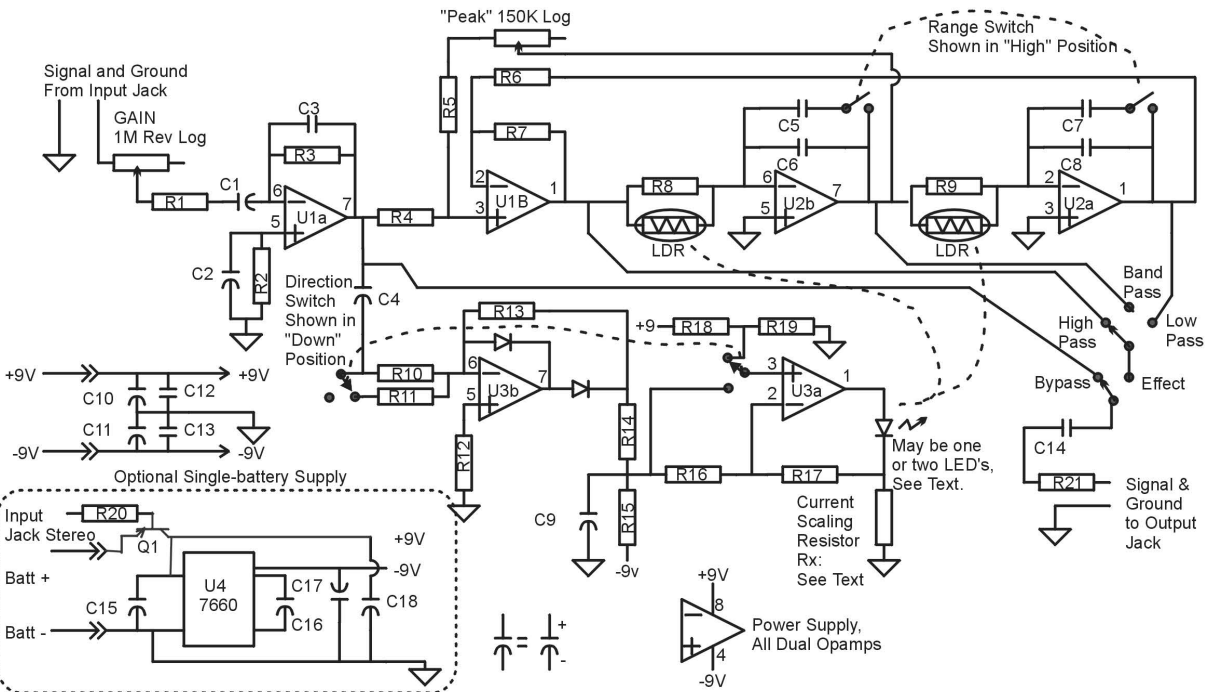 "Peak" 150K Log
Range Switch
Shown in "High" Position
Signal and Ground
From Input Jack
GAIN
1M Rev Log
C3
R3
R5
R6
R7
C5
C6
C7
C8
R1
C1
6
5
7
U1a
R4
2
3
1
U1B
R8
LDR
6
5
7
U2b
R9
LDR
2
3
1
U2a
C2
R2
C4
Direction
Switch
Shown in
"Down"
Position
R13
R10
R11
6
5
7
U3b
R12
R14
R15
-9v
C9
+9
R18
R19
3
2
1
U3a
R16
R17
May be one
or two LED's,
See Text.
Current
Scaling
Resistor
Rx:
See Text
Band
Pass
High
Pass
Low
Pass
Bypass
Effect
C14
R21
Signal &
Ground
to Output
Jack
+9V
C10
C12
+9V
-9V
C11
C13
-9V
Optional Single-battery Supply
Input
Jack Stereo
R20
Q1
+9V
-9V
Batt +
Batt -
C15
U4
7660
C17
C16
C18
=
+
-
+9V
8
4
-9V
Power Supply,
All Dual Opamps